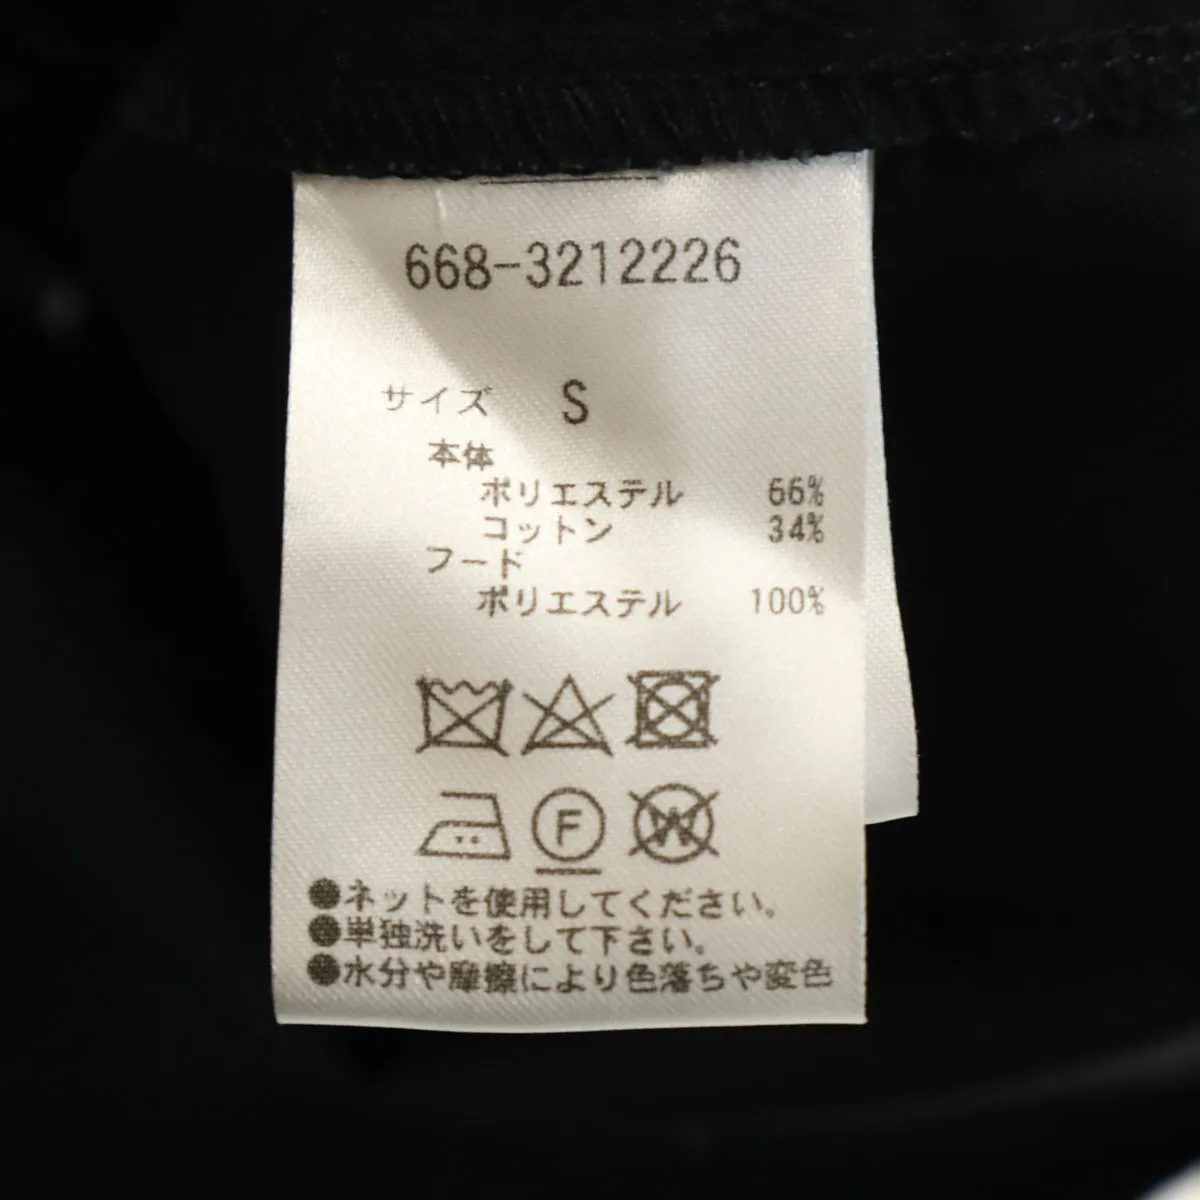 668-3212226
サイズ S
本体
ポリエステル 66%
コットン 34%
フード
ポリエステル 100%
F W
●ネットを使用してください。
●単独洗いをして下さい。
●水分や摩擦により色落ちや変色